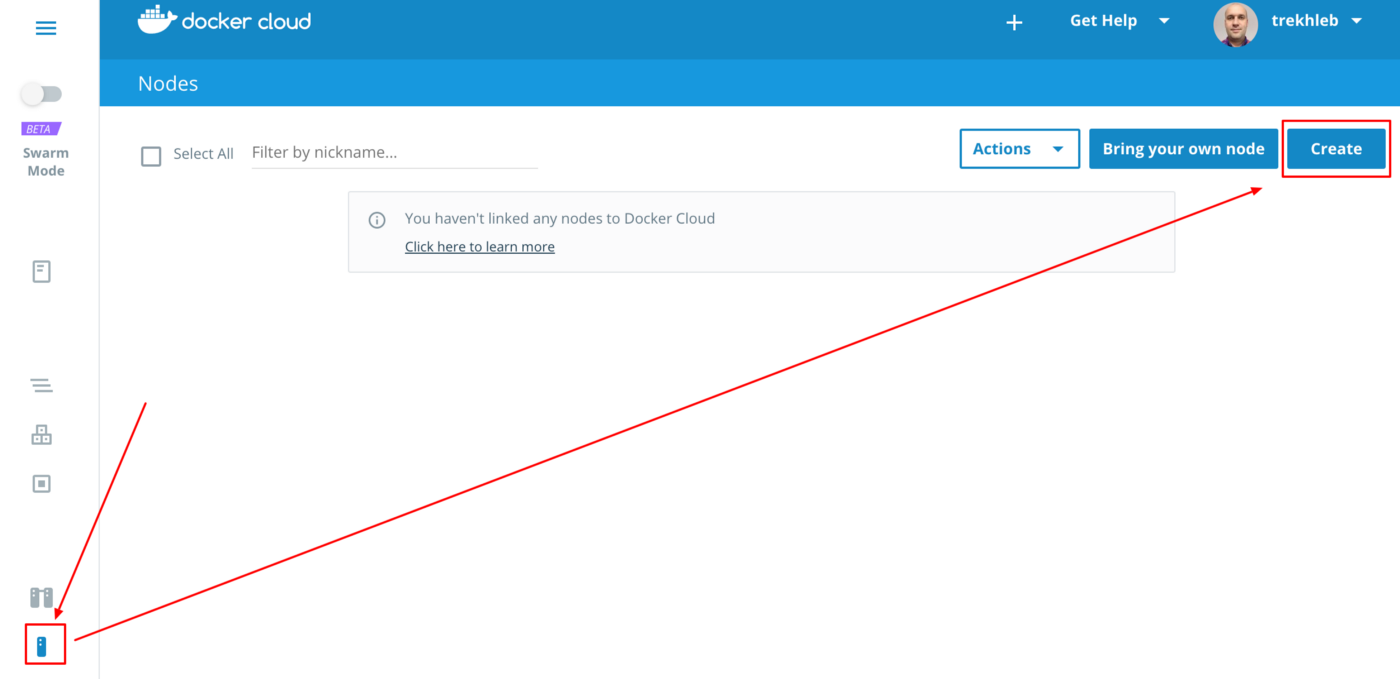 docker cloud
Get Help
trekhleb
Nodes
BETA
Swarm
Mode
Select All
Filter by nickname...
Actions
Bring your own node
Create
You haven't linked any nodes to Docker Cloud
Click here to learn more